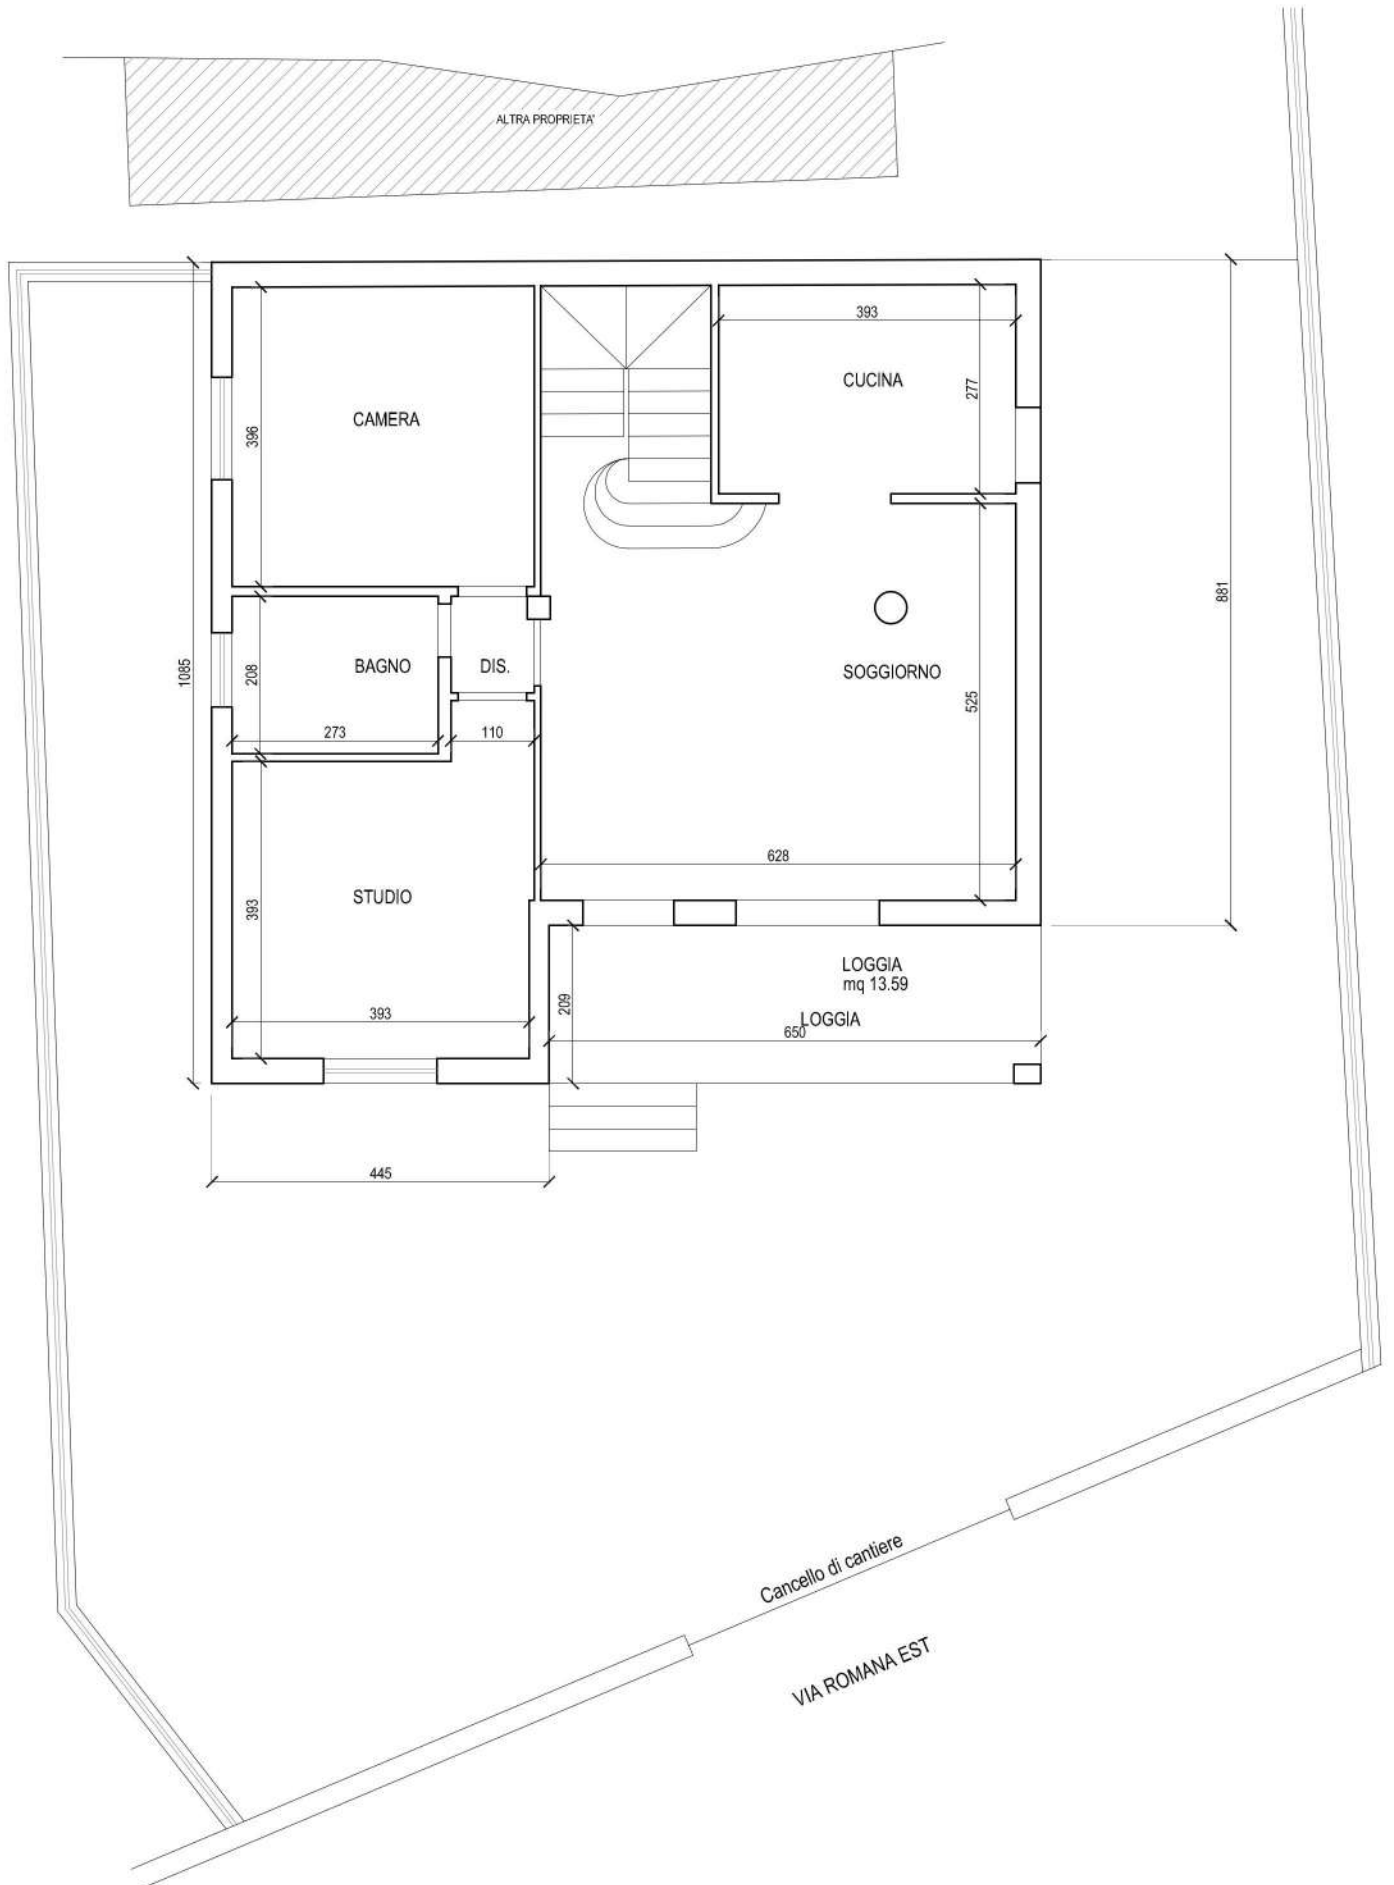 ALTRA PROPRIETA'
393
CUCINA
277
CAMERA
396
881
1085
208
BAGNO
DIS.
SOGGIORNO
525
273
110
628
STUDIO
393
LOGGIA
mq 13.59
209
393
LOGGIA
650
445
Cancello di cantiere
VIA ROMANA EST